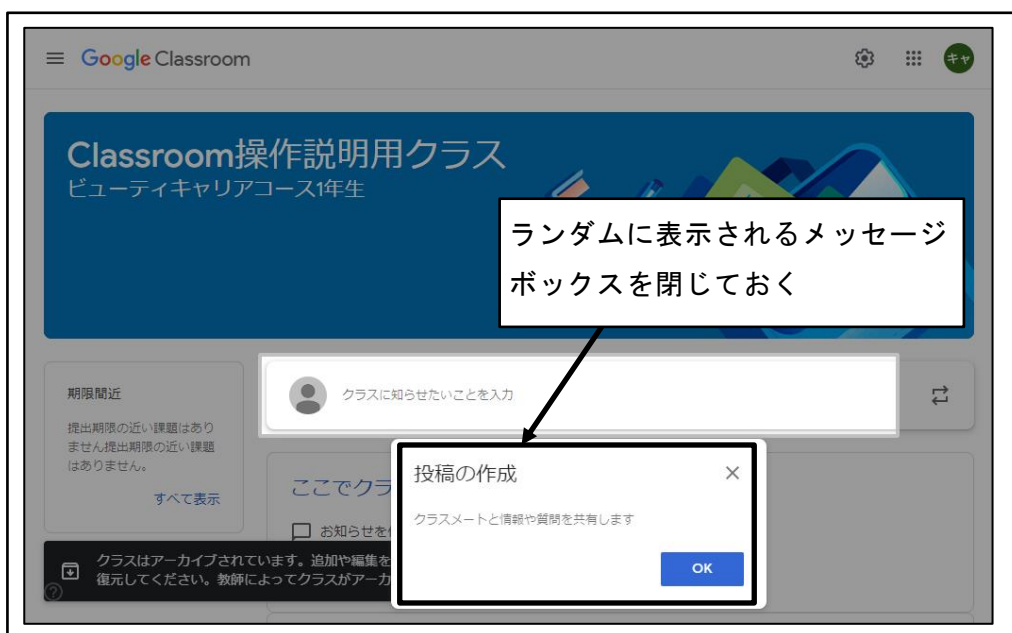 Google Classroom
キャ
Classroom操作説明用クラス
ビューティキャリアコース1年生
ランダムに表示されるメッセージ
ボックスを閉じておく
期限間近
提出期限の近い課題はあり
ません提出期限の近い課題
はありません。
すべて表示
クラスに知らせたいことを入力
ここでクラ
お知らせを
投稿の作成
クラスメートと情報や質問を共有します
OK
クラスはアーカイブされています。追加や編集を
復元してください。教師によってクラスがアーカ